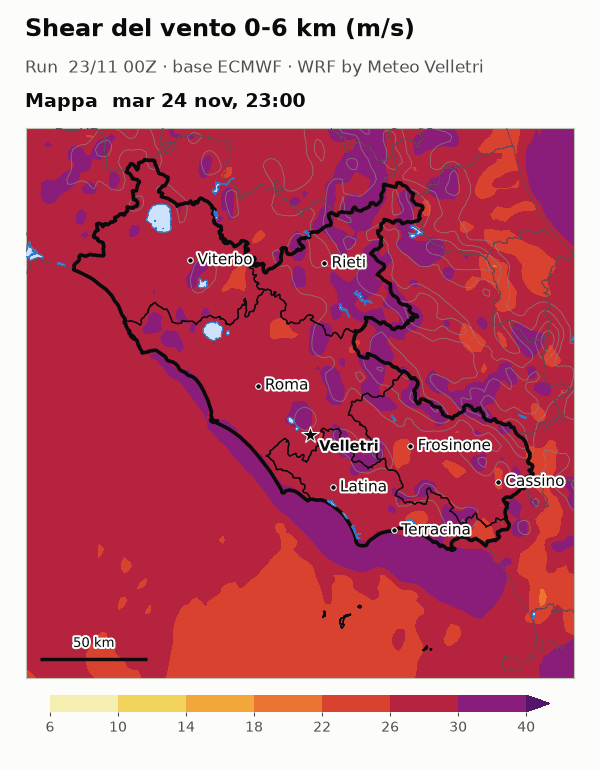 Shear del vento 0-6 km (m/s)
Run  23/11 00Z · base ECMWF · WRF by Meteo Velletri
Mappa  mar 24 nov, 23:00
Viterbo
Rieti
Roma
Velletri
Frosinone
Cassino
Latina
Terracina
50 km
6 10 14 18 22 26 30 40